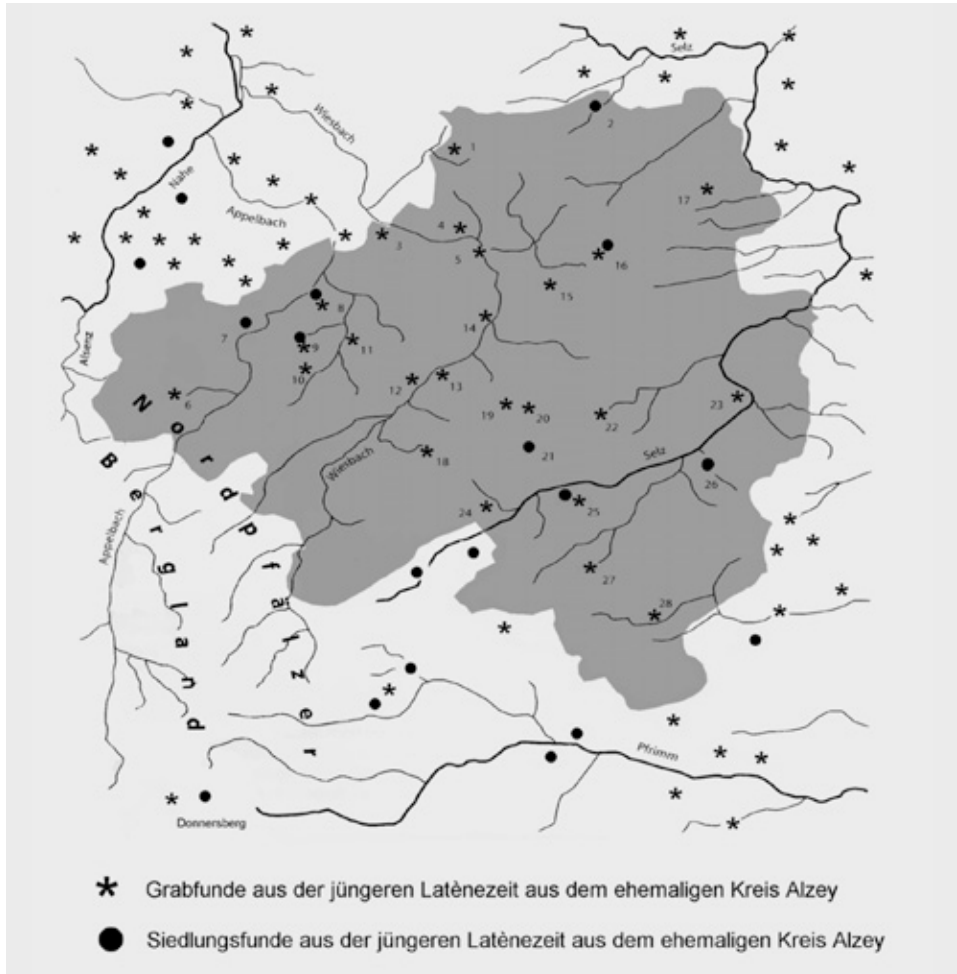 Selz
Wiesbach
2
1
Nahe
17
Appelbach
4
3
5
16
15
8
14
7
9
11
Alsenz
10
12
13
6
19
20
22
23
Wiesbach
18
21
Selz
26
24
25
Appelbach
27
28
Nordpfälzer
Bergland
Pfrimm
Donnersberg
Grabfunde aus der jüngeren Latènezeit aus dem ehemaligen Kreis Alzey
Siedlungsfunde aus der jüngeren Latènezeit aus dem ehemaligen Kreis Alzey